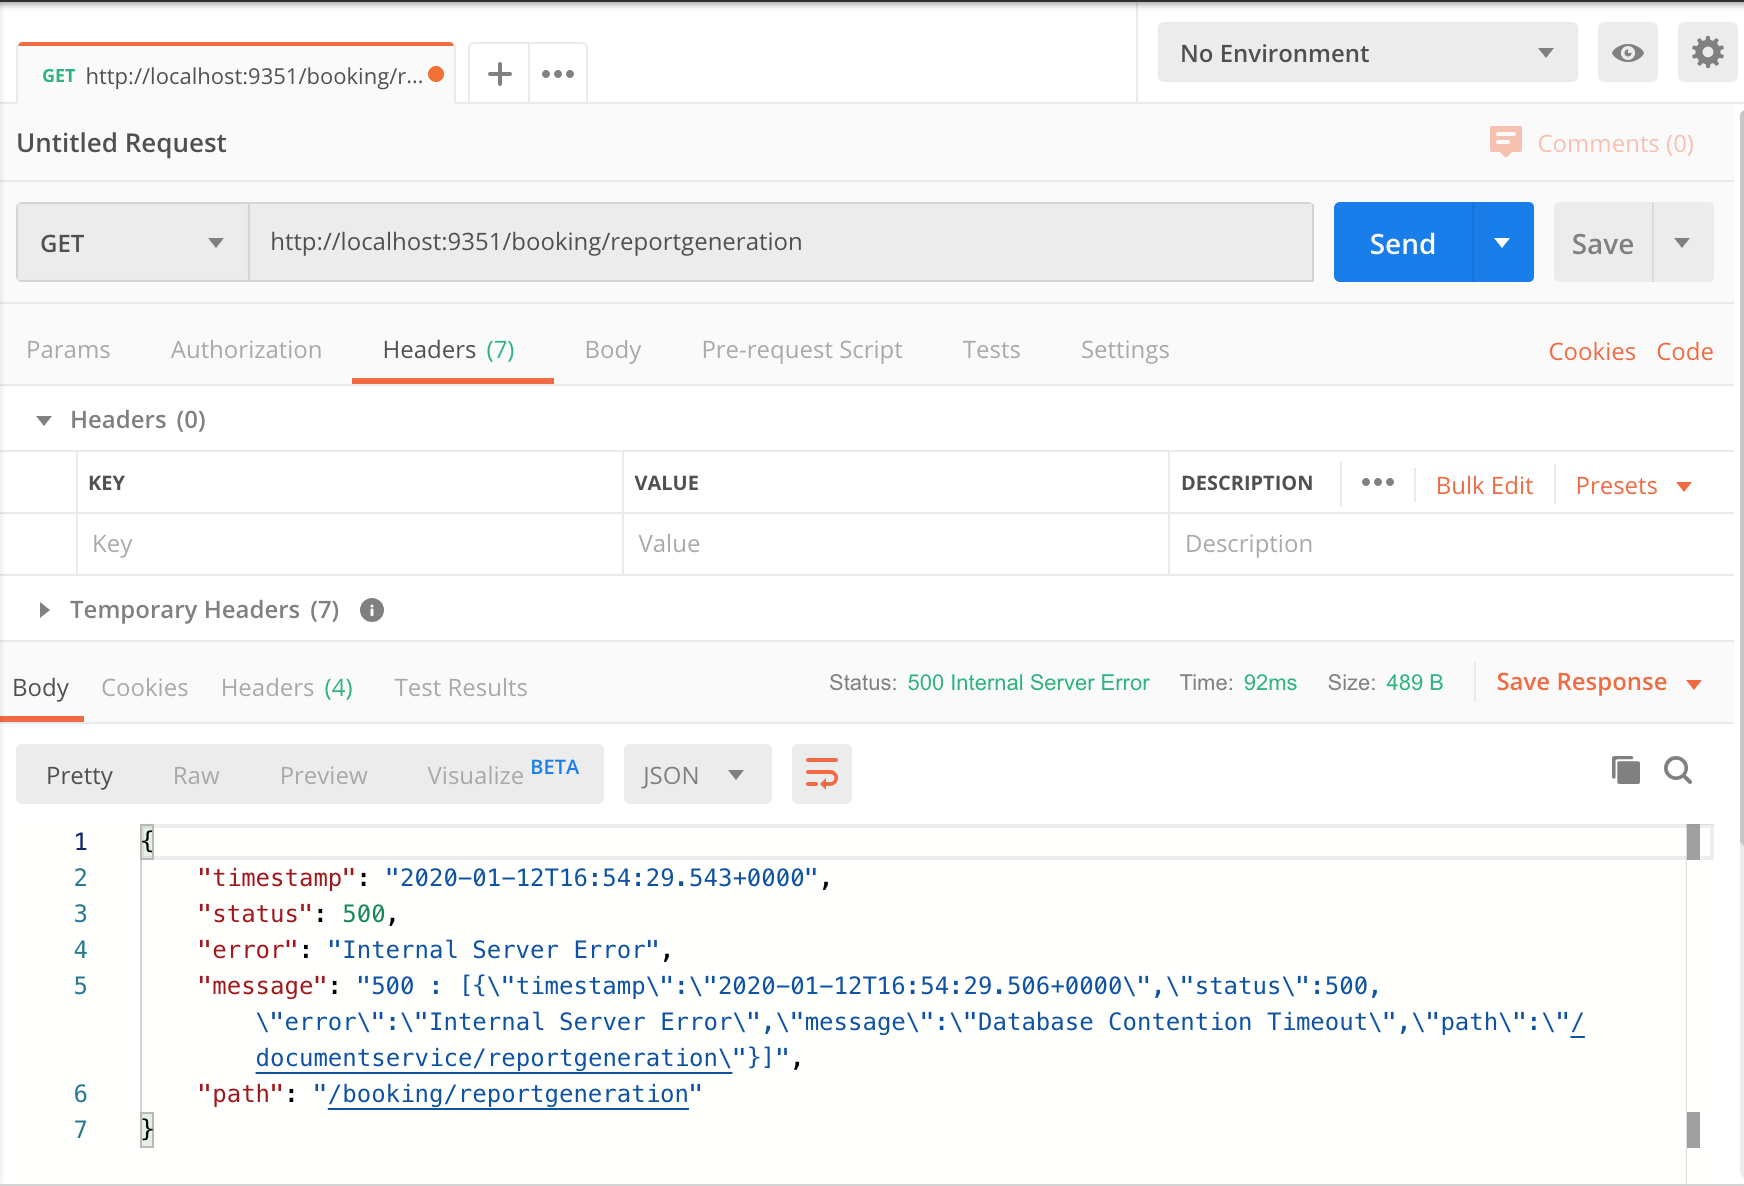 GET http://localhost:9351/booking/r...
No Environment
Untitled Request
Comments (0)
GET http://localhost:9351/booking/reportgeneration Send Save
Params Authorization Headers (7) Body Pre-request Script Tests Settings Cookies Code
Headers (0)
KEY VALUE DESCRIPTION Bulk Edit Presets
Key Value Description
Temporary Headers (7)
Body Cookies Headers (4) Test Results Status: 500 Internal Server Error Time: 92ms Size: 489 B Save Response
Pretty Raw Preview Visualize BETA JSON
1 {
2 "timestamp": "2020-01-12T16:54:29.543+0000",
3 "status": 500,
4 "error": "Internal Server Error",
5 "message": "500 : [{\"timestamp\":\"2020-01-12T16:54:29.506+0000\",\"status\":500,
\"error\":\"Internal Server Error\",\"message\":\"Database Contention Timeout\",\"path\":\"/
documentservice/reportgeneration\"}]",
6 "path": "/booking/reportgeneration"
7 }